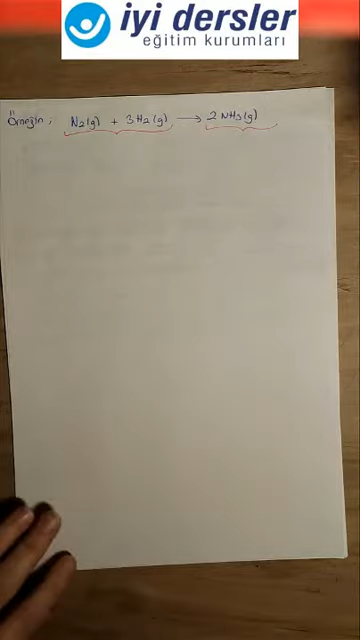 iyi dersler
eğitim kurumları
Örneğin; N₂(g) + 3H₂(g) → 2NH₃(g)